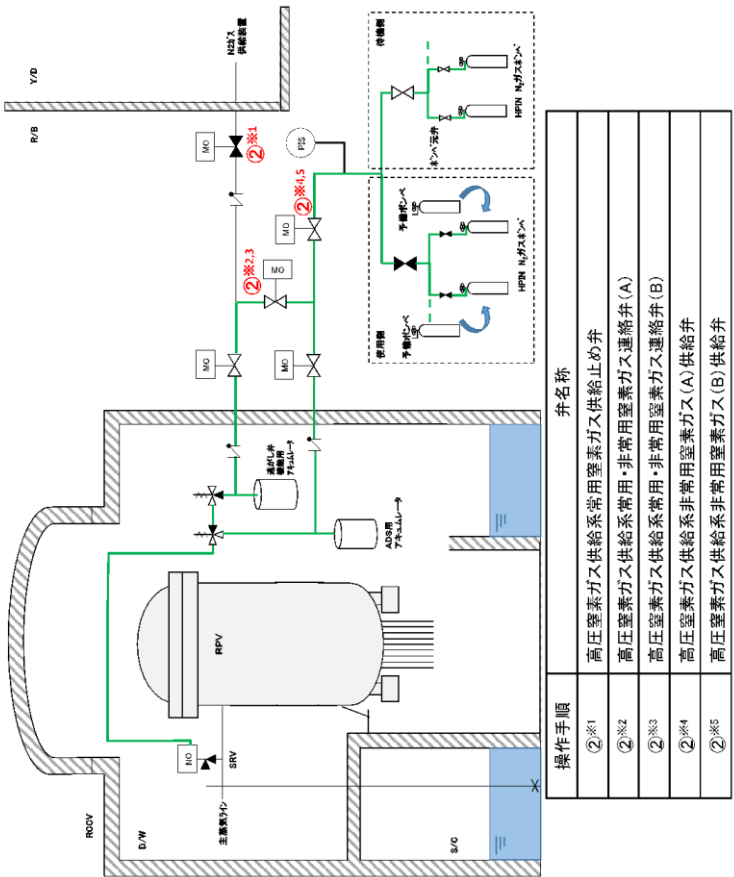 Y/D
R/B
N2ガス
供給装置
MO
②※1
MO
②※2,3
MO
②※4,5
MO
MO
PIS
待機側
ボンベ元弁
HPIN N₂ガスボンベ
使用側
予備ボンベ
予備ボンベ
HPIN N₂ガスボンベ
逃がし弁
機能用
アキュムレータ
ADS用
アキュムレータ
RPV
NO
SRV
主蒸気ライン
RCCV
D/W
S/C
操作手順 弁名称
②※1 高圧窒素ガス供給系常用窒素ガス供給止め弁
②※2 高圧窒素ガス供給系常用・非常用窒素ガス連絡弁(A)
②※3 高圧窒素ガス供給系常用・非常用窒素ガス連絡弁(B)
②※4 高圧窒素ガス供給系非常用窒素ガス(A)供給弁
②※5 高圧窒素ガス供給系非常用窒素ガス(B)供給弁